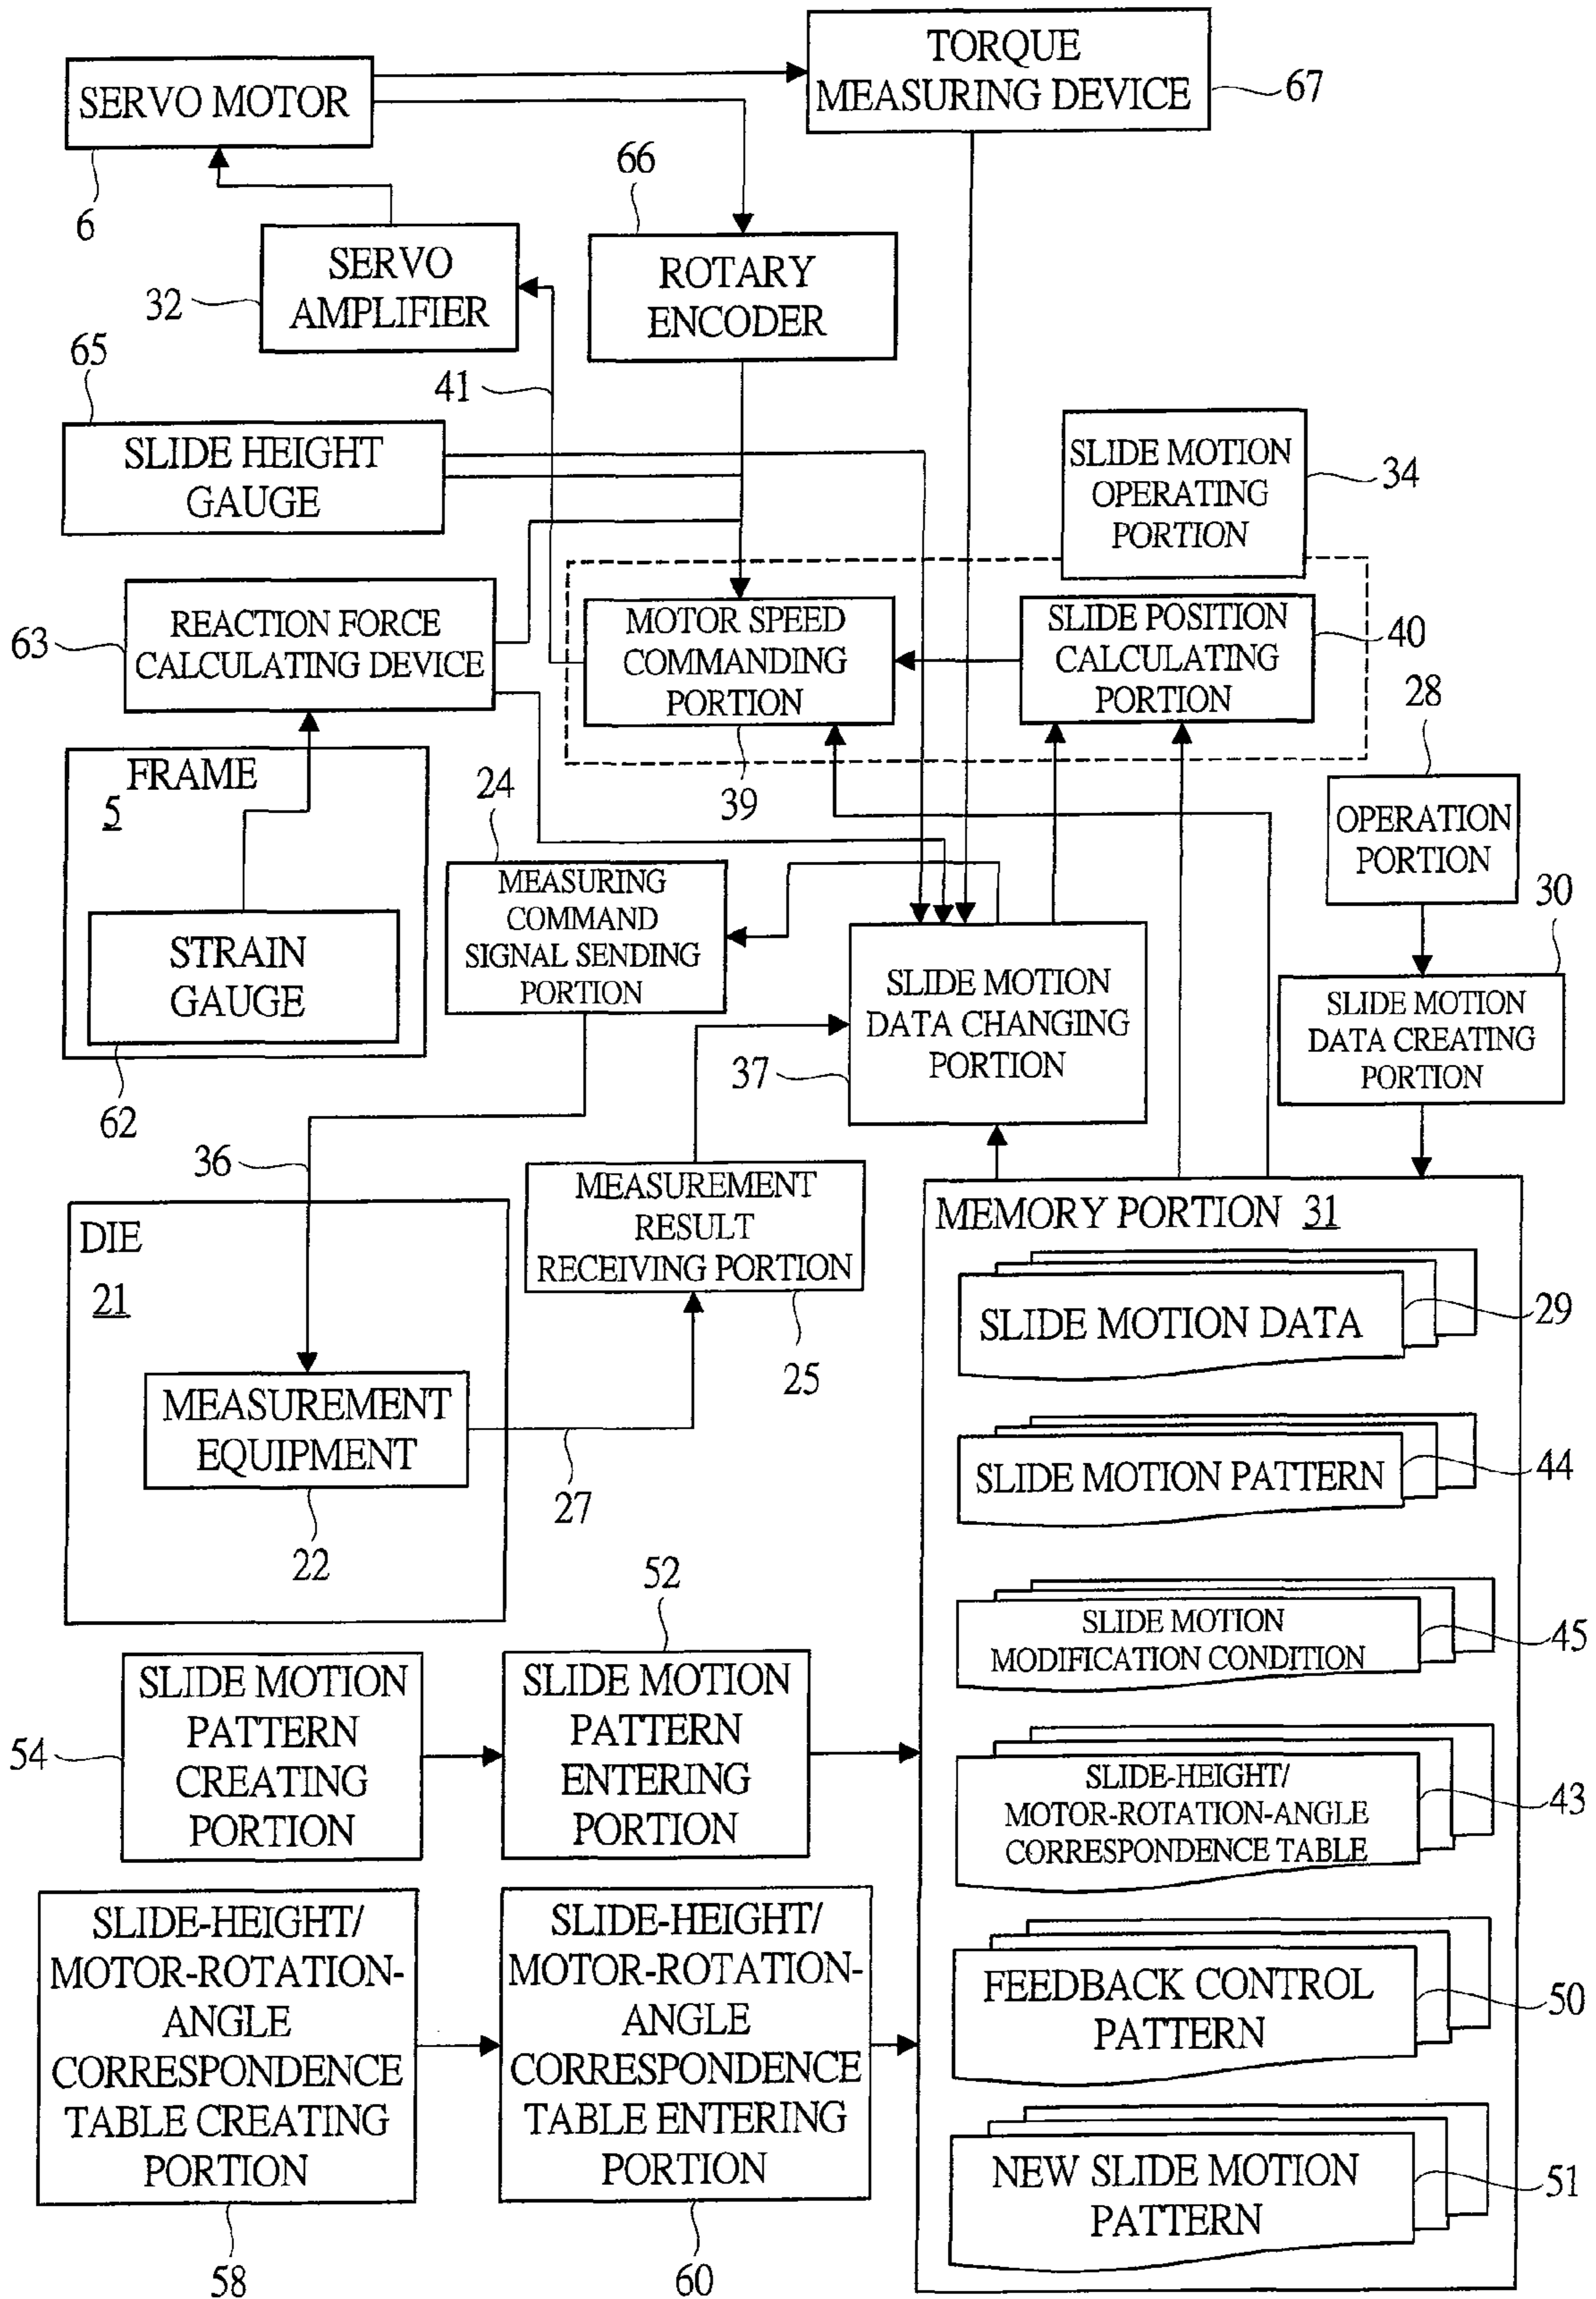 TORQUE
MEASURING DEVICE
67
SERVO MOTOR
6
66
SERVO
AMPLIFIER
32
ROTARY
ENCODER
65
41
SLIDE HEIGHT
GAUGE
SLIDE MOTION
OPERATING
PORTION
34
REACTION FORCE
CALCULATING DEVICE
63
MOTOR SPEED
COMMANDING
PORTION
39
SLIDE POSITION
CALCULATING
PORTION
40
28
FRAME
5
24
OPERATION
PORTION
MEASURING
COMMAND
SIGNAL SENDING
PORTION
30
STRAIN
GAUGE
62
SLIDE MOTION
DATA CHANGING
PORTION
37
SLIDE MOTION
DATA CREATING
PORTION
36
MEASUREMENT
RESULT
RECEIVING PORTION
25
DIE
21
MEASUREMENT
EQUIPMENT
22
27
MEMORY PORTION 31
SLIDE MOTION DATA
29
SLIDE MOTION PATTERN
44
SLIDE MOTION
MODIFICATION CONDITION
45
SLIDE-HEIGHT/
MOTOR-ROTATION-ANGLE
CORRESPONDENCE TABLE
43
FEEDBACK CONTROL
PATTERN
50
NEW SLIDE MOTION
PATTERN
51
52
SLIDE MOTION
PATTERN
CREATING
PORTION
54
SLIDE MOTION
PATTERN
ENTERING
PORTION
SLIDE-HEIGHT/
MOTOR-ROTATION-
ANGLE
CORRESPONDENCE
TABLE CREATING
PORTION
58
SLIDE-HEIGHT/
MOTOR-ROTATION-
ANGLE
CORRESPONDENCE
TABLE ENTERING
PORTION
60